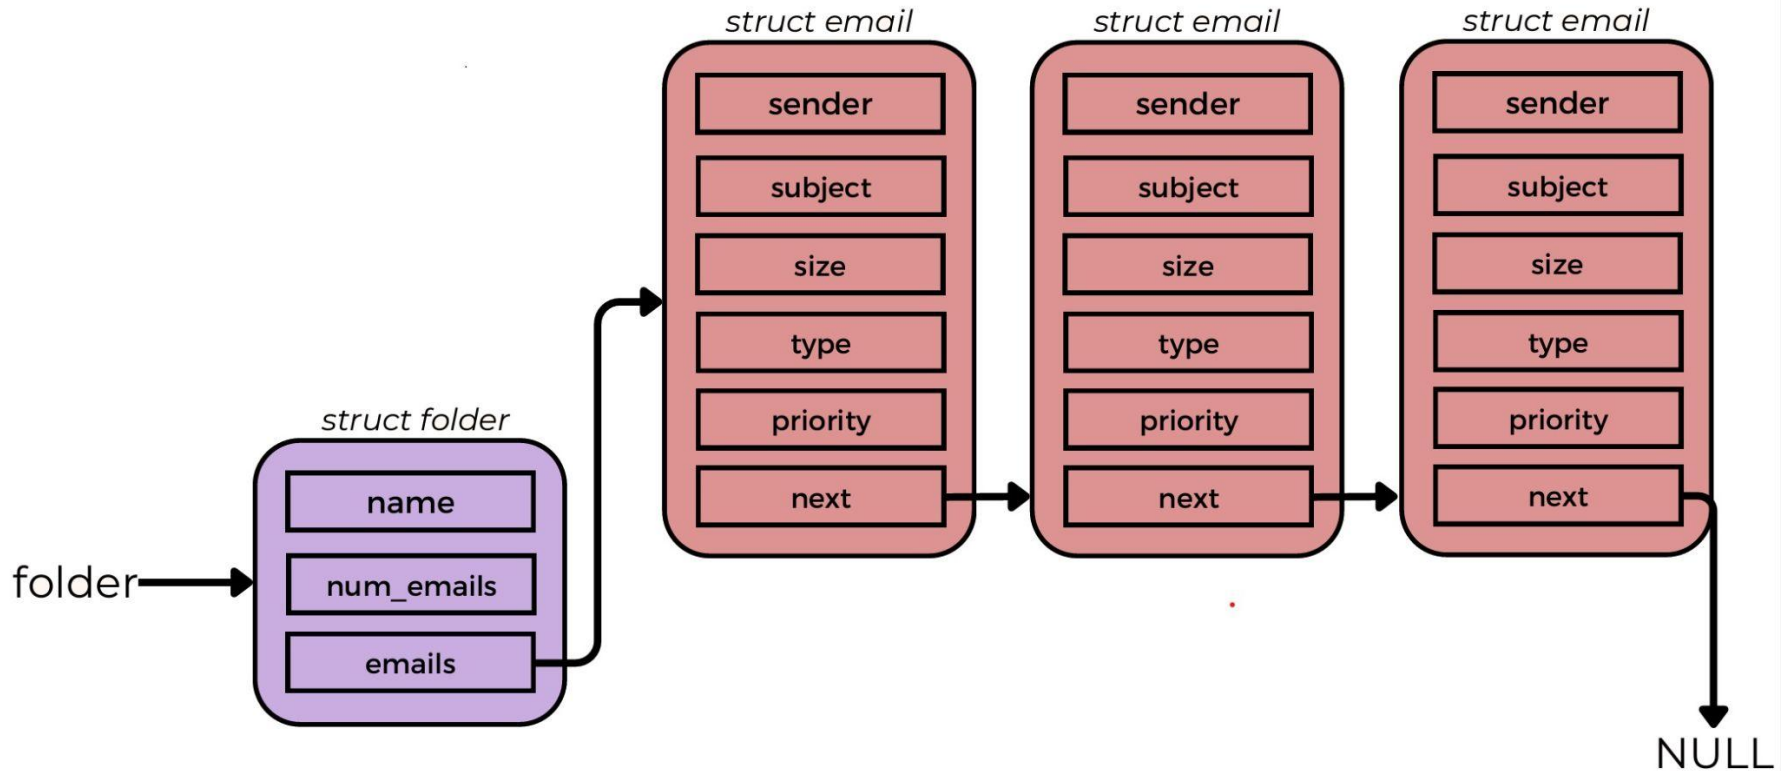 struct email
sender
subject
size
type
priority
next
struct email
sender
subject
size
type
priority
next
struct email
sender
subject
size
type
priority
next
NULL
folder
struct folder
name
num_emails
emails